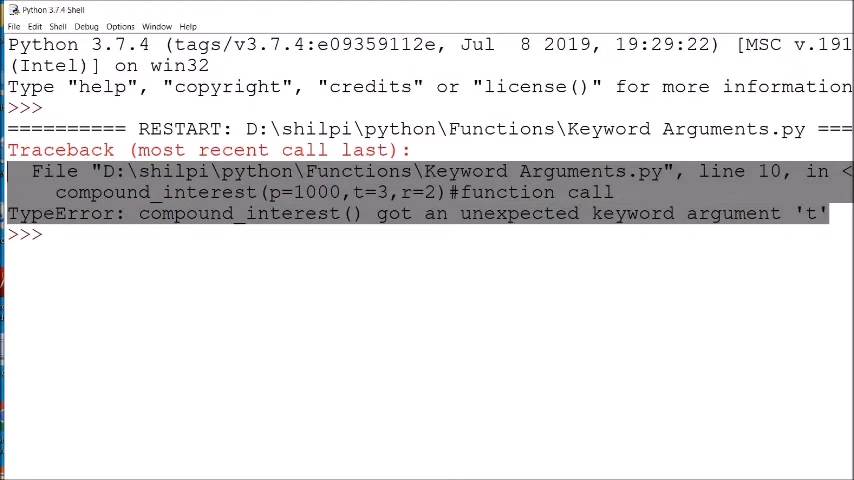 Python 3.7.4 Shell
File Edit Shell Debug Options Window Help
Python 3.7.4 (tags/v3.7.4:e09359112e, Jul 8 2019, 19:29:22) [MSC v.191
(Intel)] on win32
Type "help", "copyright", "credits" or "license()" for more information
>>>
========== RESTART: D:\shilpi\python\Functions\Keyword Arguments.py ===
Traceback (most recent call last):
File "D:\shilpi\python\Functions\Keyword Arguments.py", line 10, in <
compound_interest(p=1000,t=3,r=2)#function call
TypeError: compound_interest() got an unexpected keyword argument 't'
>>>